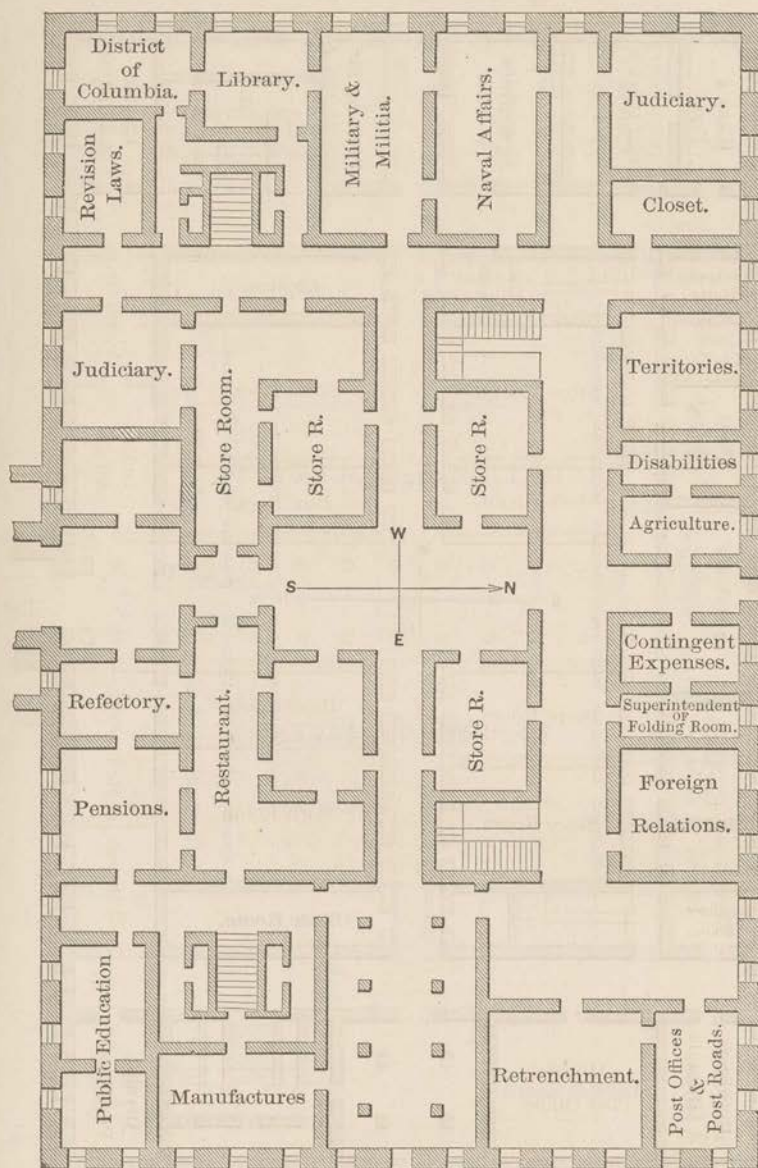 District
of
Columbia.
Library.
Military &
Militia.
Naval Affairs.
Judiciary.
Revision
Laws.
Closet.
Judiciary.
Store Room.
Store R.
Store R.
Territories.
Disabilities
Agriculture.
W
S
N
E
Contingent
Expenses.
Refectory.
Restaurant.
Store R.
Superintendent
OF
Folding Room.
Pensions.
Foreign
Relations.
Public Education
Manufactures
Retrenchment.
Post Offices
&
Post Roads.